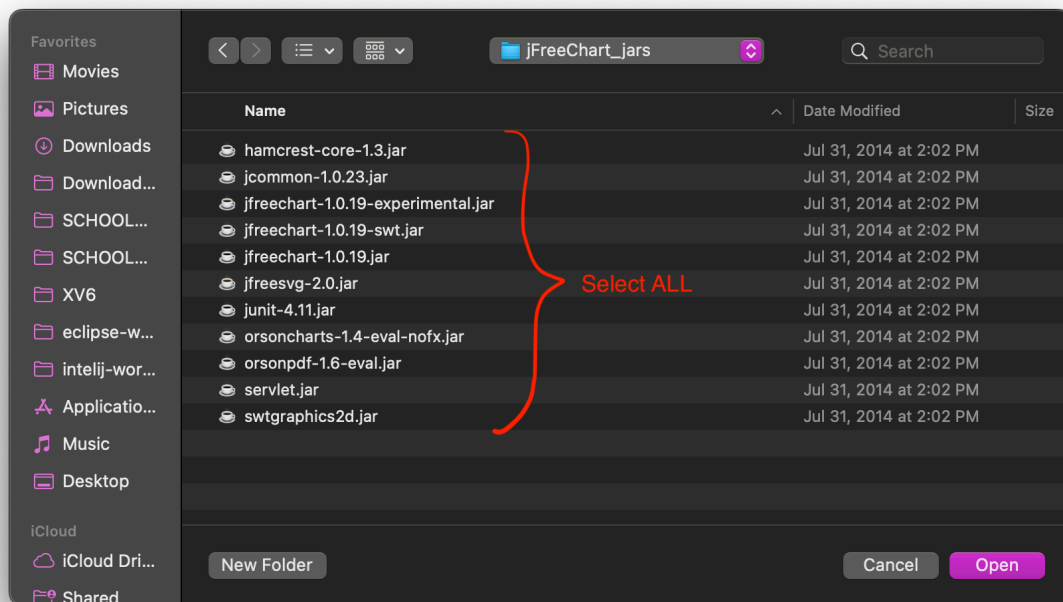 Favorites
Movies
Pictures
Downloads
Download...
SCHOOL...
SCHOOL...
XV6
eclipse-w...
intelij-wor...
Applicatio...
Music
Desktop
iCloud
iCloud Dri...
Shared
jFreeChart_jars
Search
Name Date Modified Size
hamcrest-core-1.3.jar Jul 31, 2014 at 2:02 PM
jcommon-1.0.23.jar Jul 31, 2014 at 2:02 PM
jfreechart-1.0.19-experimental.jar Jul 31, 2014 at 2:02 PM
jfreechart-1.0.19-swt.jar Jul 31, 2014 at 2:02 PM
jfreechart-1.0.19.jar Jul 31, 2014 at 2:02 PM
jfreesvg-2.0.jar Jul 31, 2014 at 2:02 PM
junit-4.11.jar Jul 31, 2014 at 2:02 PM
orsoncharts-1.4-eval-nofx.jar Jul 31, 2014 at 2:02 PM
orsonpdf-1.6-eval.jar Jul 31, 2014 at 2:02 PM
servlet.jar Jul 31, 2014 at 2:02 PM
swtgraphics2d.jar Jul 31, 2014 at 2:02 PM
Select ALL
New Folder Cancel Open